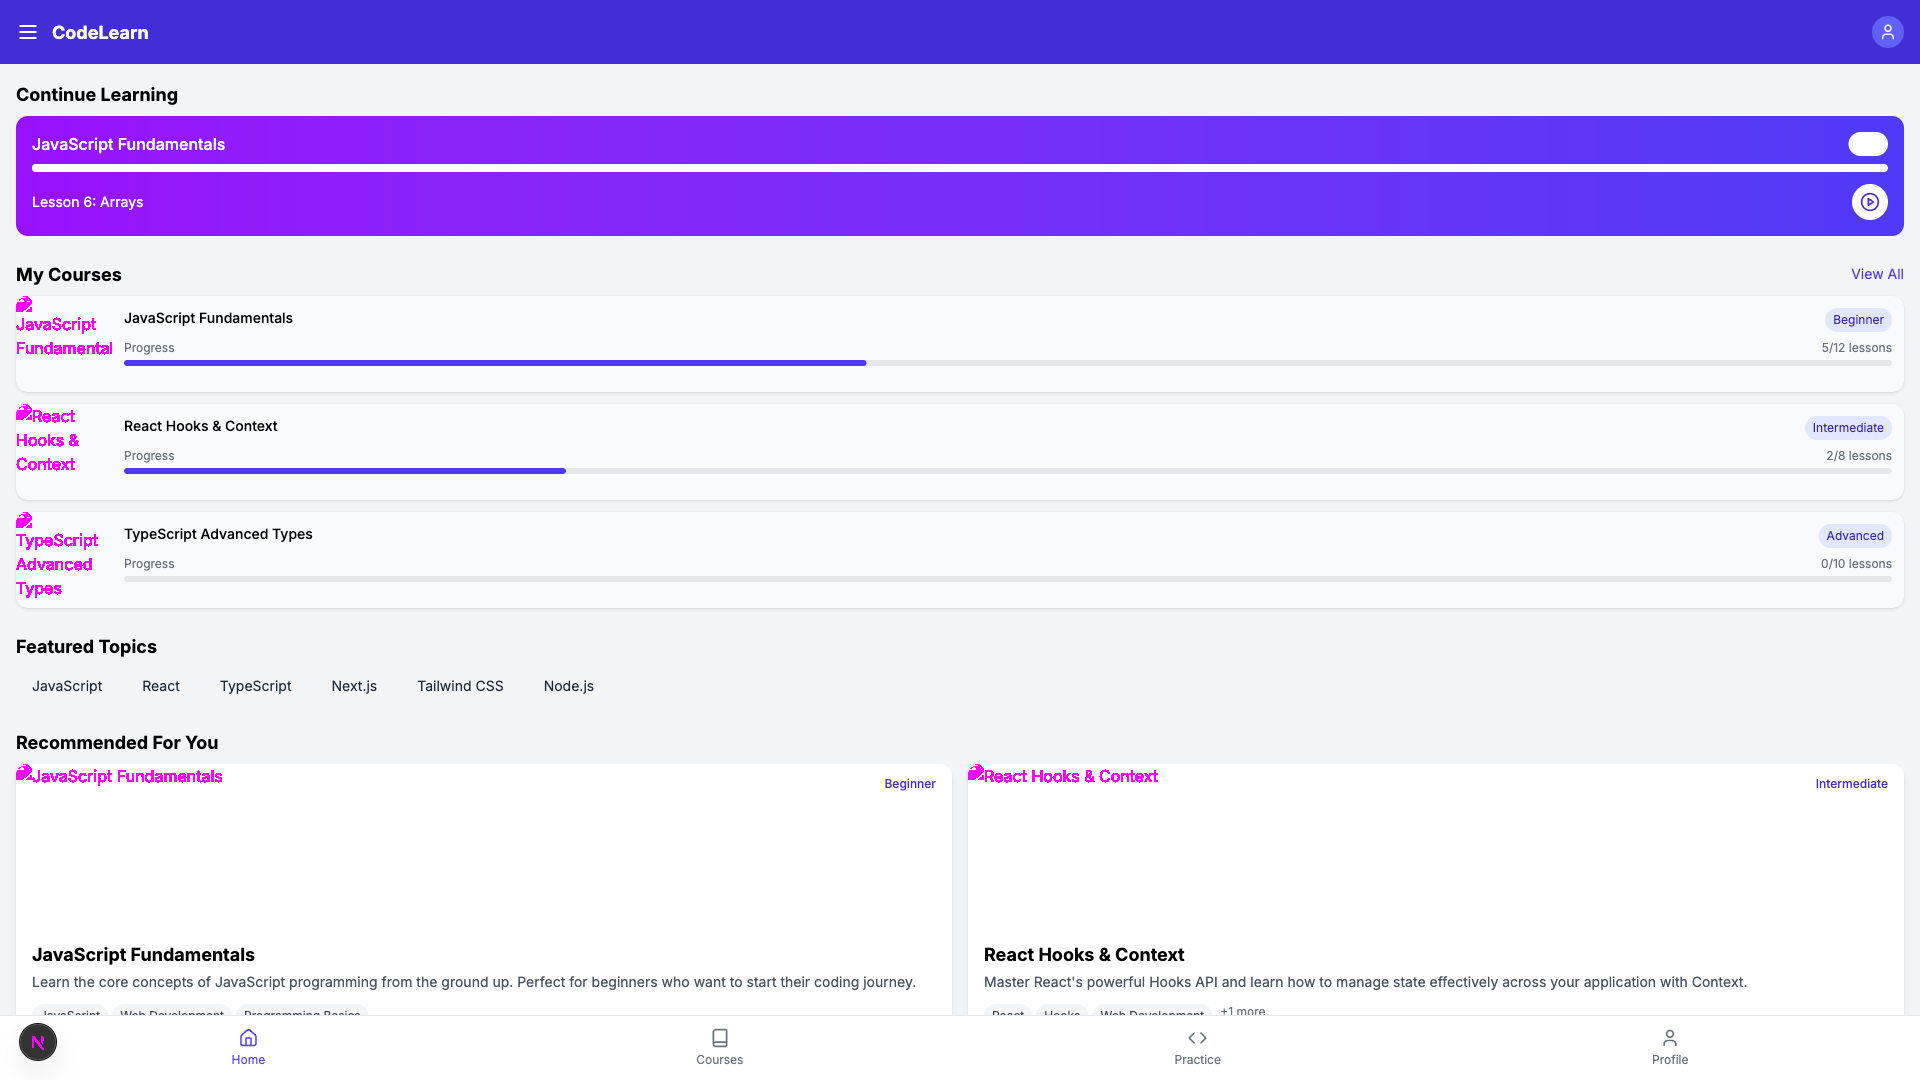 CodeLearn
Continue Learning
JavaScript Fundamentals
Lesson 6: Arrays
My Courses
View All
JavaScript
Fundamental
JavaScript Fundamentals
Beginner
Progress
5/12 lessons
React
Hooks &
Context
React Hooks & Context
Intermediate
Progress
2/8 lessons
TypeScript
Advanced
Types
TypeScript Advanced Types
Advanced
Progress
0/10 lessons
Featured Topics
JavaScript React TypeScript Next.js Tailwind CSS Node.js
Recommended For You
JavaScript Fundamentals
Beginner
JavaScript Fundamentals
Learn the core concepts of JavaScript programming from the ground up. Perfect for beginners who want to start their coding journey.
JavaScript Web Development Programming Basics
React Hooks & Context
Intermediate
React Hooks & Context
Master React's powerful Hooks API and learn how to manage state effectively across your application with Context.
React Hooks Web Development +1 more
N
Home
Courses
Practice
Profile